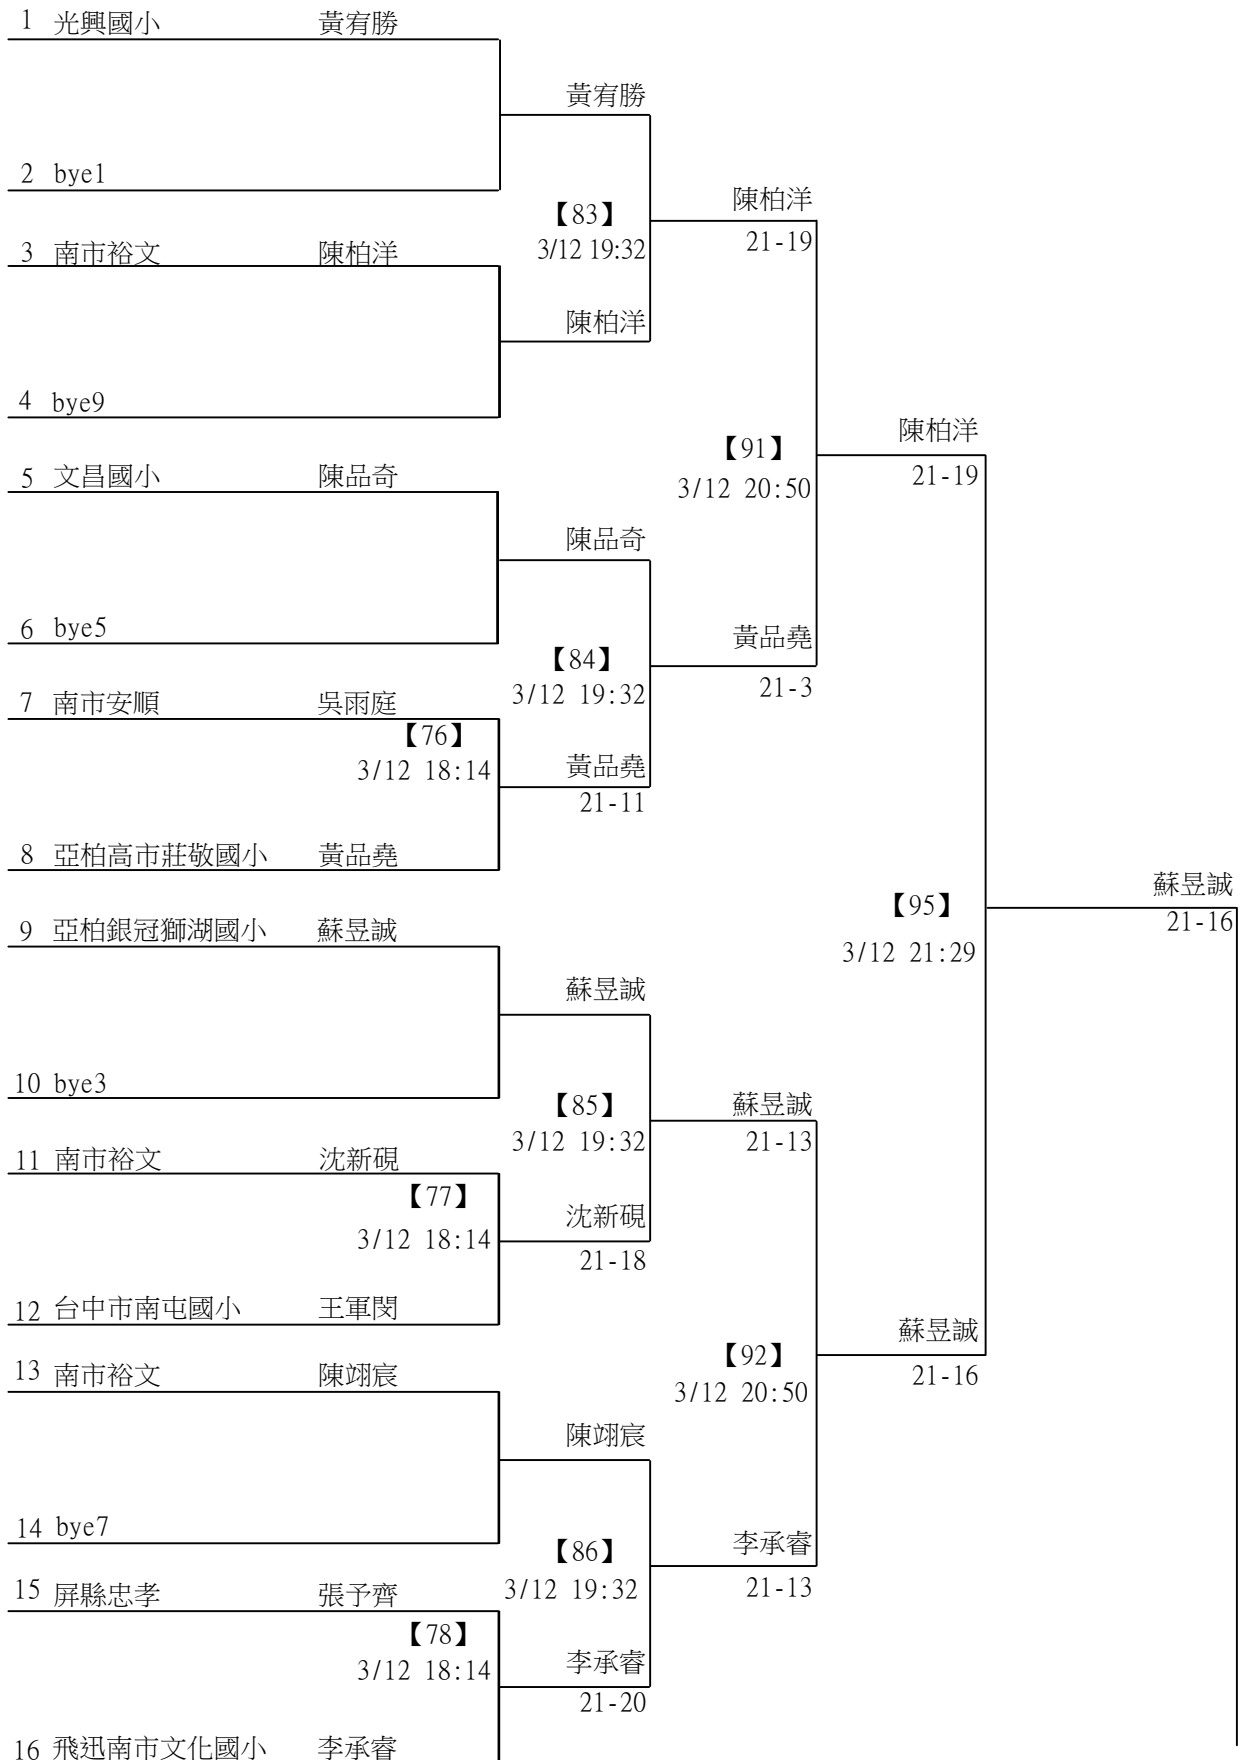 1 光興國小 黃宥勝
黃宥勝
2 bye1
陳柏洋
【83】
21-19
3 南市裕文 陳柏洋
3/12 19:32
陳柏洋
4 bye9
陳柏洋
【91】
5 文昌國小 陳品奇
21-19
3/12 20:50
陳品奇
6 bye5
黃品堯
【84】
21-3
7 南市安順 吳雨庭
3/12 19:32
【76】
3/12 18:14
黃品堯
21-11
8 亞柏高市莊敬國小 黃品堯
蘇昱誠
【95】
21-16
9 亞柏銀冠獅湖國小 蘇昱誠
3/12 21:29
蘇昱誠
10 bye3
【85】
蘇昱誠
3/12 19:32
21-13
11 南市裕文 沈新硯
【77】
沈新硯
3/12 18:14
21-18
12 台中市南屯國小 王軍閔
蘇昱誠
【92】
13 南市裕文 陳翊宸
21-16
3/12 20:50
陳翊宸
14 bye7
李承睿
【86】
21-13
15 屏縣忠孝 張予齊
3/12 19:32
【78】
李承睿
3/12 18:14
21-20
16 飛迅南市文化國小 李承睿